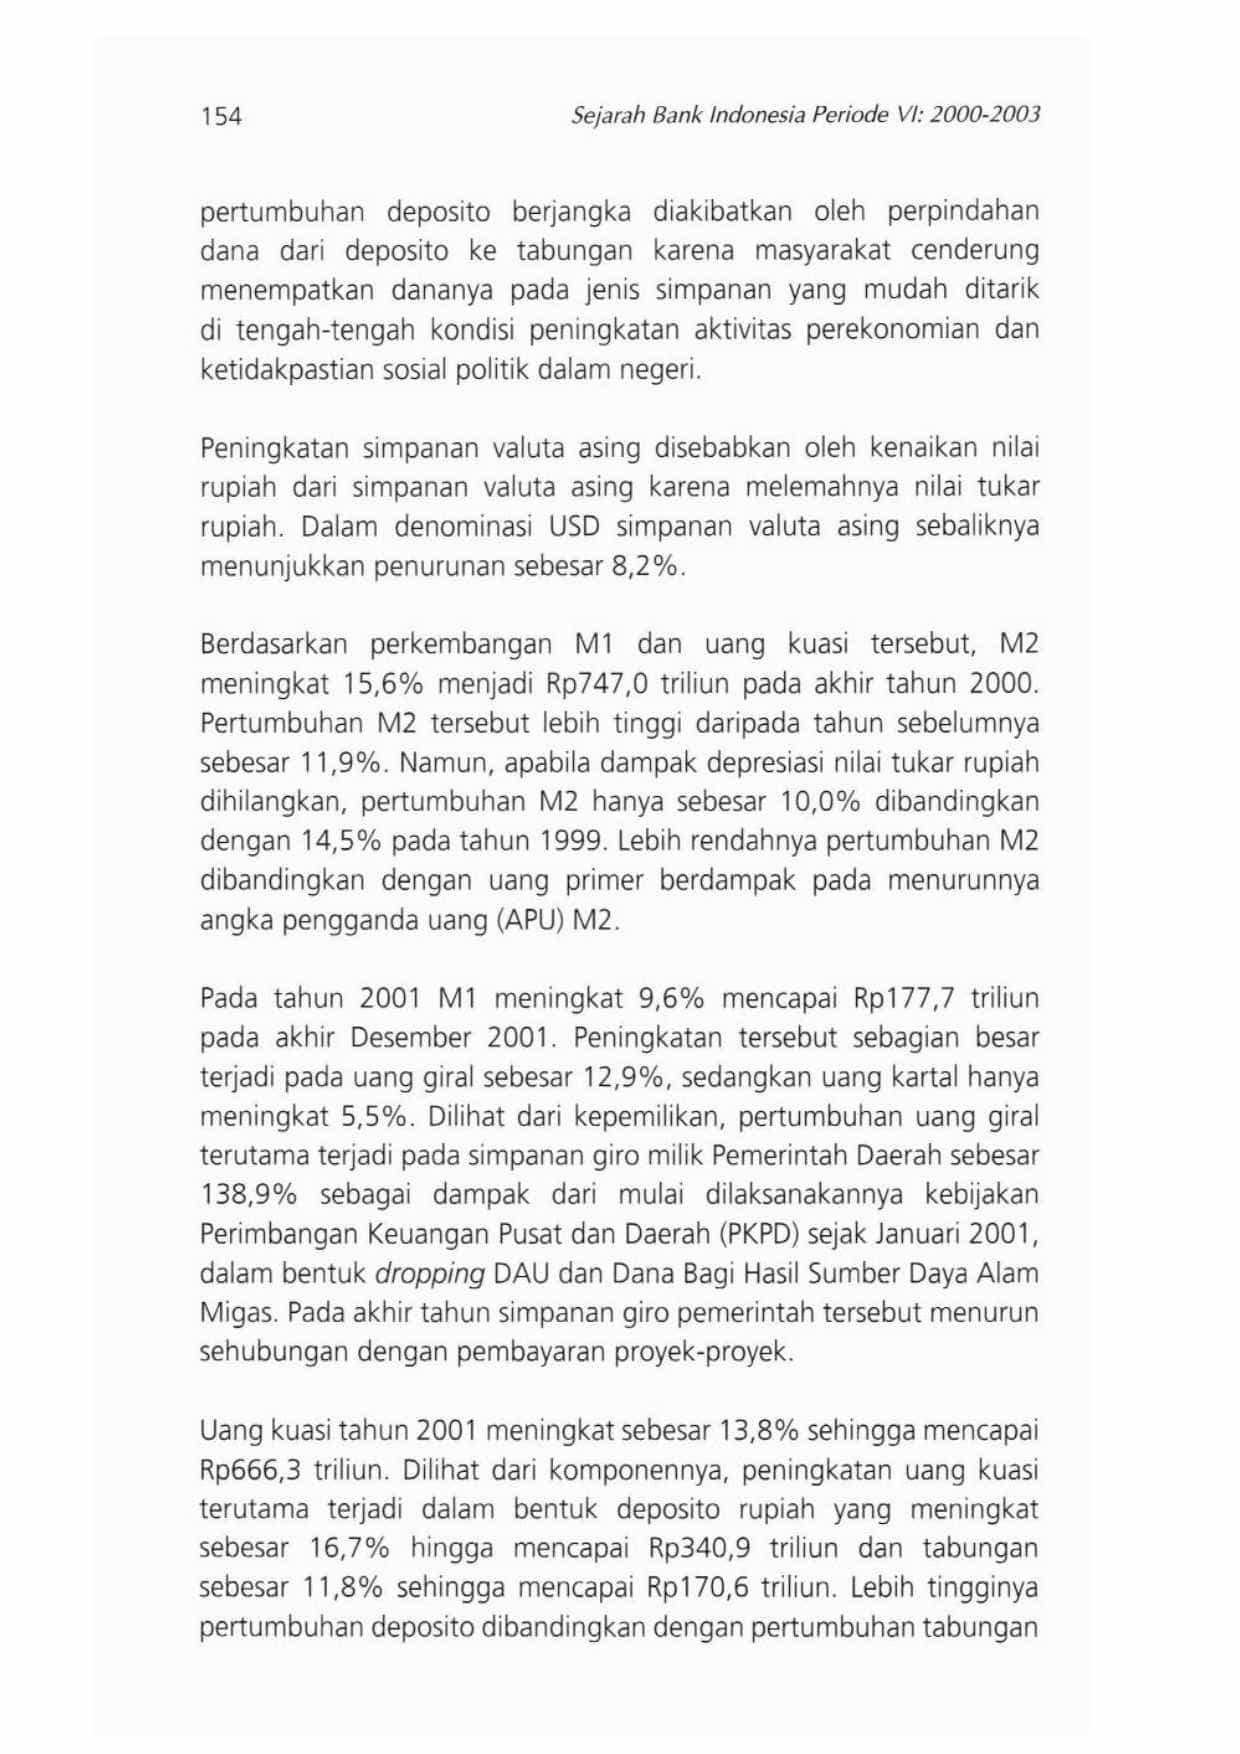 154
Sejarah Bank Indonesia Periode VI: 2000-2003
pertumbuhan deposito berjangka diakibatkan oleh perpindahan
dana dari deposito ke tabungan karena masyarakat cenderung
menempatkan dananya pada jenis simpanan yang mudah ditarik
di tengah-tengah kondisi peningkatan aktivitas perekonomian dan
ketidakpastian sosial politik dalam negeri.
Peningkatan simpanan valuta asing disebabkan oleh kenaikan nilai
rupiah dari simpanan valuta asing karena melemahnya nilai tukar
rupiah. Dalam denominasi USD simpanan valuta asing sebaliknya
menunjukkan penurunan sebesar 8,2%.
Berdasarkan perkembangan M1 dan uang kuasi tersebut, M2
meningkat 15,6% menjadi Rp747,0 triliun pada akhir tahun 2000.
Pertumbuhan M2 tersebut lebih tinggi daripada tahun sebelumnya
sebesar 11,9%. Namun, apabila dampak depresiasi nilai tukar rupiah
dihilangkan, pertumbuhan M2 hanya sebesar 10,0% dibandingkan
dengan 14,5% pada tahun 1999. Lebih rendahnya pertumbuhan M2
dibandingkan dengan uang primer berdampak pada menurunnya
angka pengganda uang (APU) M2.
Pada tahun 2001 M1 meningkat 9,6% mencapai Rp177,7 triliun
pada akhir Desember 2001. Peningkatan tersebut sebagian besar
terjadi pada uang giral sebesar 12,9%, sedangkan uang kartal hanya
meningkat 5,5%. Dilihat dari kepemilikan, pertumbuhan uang giral
terutama terjadi pada simpanan giro milik Pemerintah Daerah sebesar
138,9% sebagai dampak dari mulai dilaksanakannya kebijakan
Perimbangan Keuangan Pusat dan Daerah (PKPD) sejak Januari 2001,
dalam bentuk dropping DAU dan Dana Bagi Hasil Sumber Daya Alam
Migas. Pada akhir tahun simpanan giro pemerintah tersebut menurun
sehubungan dengan pembayaran proyek-proyek.
Uang kuasi tahun 2001 meningkat sebesar 13,8% sehingga mencapai
Rp666,3 triliun. Dilihat dari komponennya, peningkatan uang kuasi
terutama terjadi dalam bentuk deposito rupiah yang meningkat
sebesar 16,7% hingga mencapai Rp340,9 triliun dan tabungan
sebesar 11,8% sehingga mencapai Rp170,6 triliun. Lebih tingginya
pertumbuhan deposito dibandingkan dengan pertumbuhan tabungan